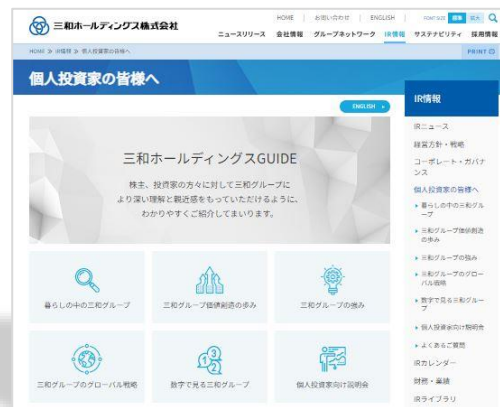 三和ホールディングス株式会社
HOME
お問い合わせ
ENGLISH
FONT SIZE 標準 拡大
ニュースリリース
会社情報
グループネットワーク
IR情報
サステナビリティ
採用情報
HOME > IR情報 > 個人投資家の皆様へ
PRINT
個人投資家の皆様へ
ENGLISH
三和ホールディングスGUIDE
株主、投資家の方々に対して三和グループに
より深い理解と親近感をもっていただけるように、
わかりやすくご紹介してまいります。
暮らしの中の三和グループ
三和グループ価値創造の歩み
三和グループの強み
三和グループのグローバル戦略
1 2 3
数字で見る三和グループ
個人投資家向け説明会
IR情報
IRニュース
経営方針・戦略
コーポレート・ガバナ
ンス
個人投資家の皆様へ
暮らしの中の三和グル
ープ
三和グループ価値創造
の歩み
三和グループの強み
三和グループのグロー
バル戦略
数字で見る三和グルー
プ
個人投資家向け説明会
よくあるご質問
IRカレンダー
財務・業績
IRライブラリ